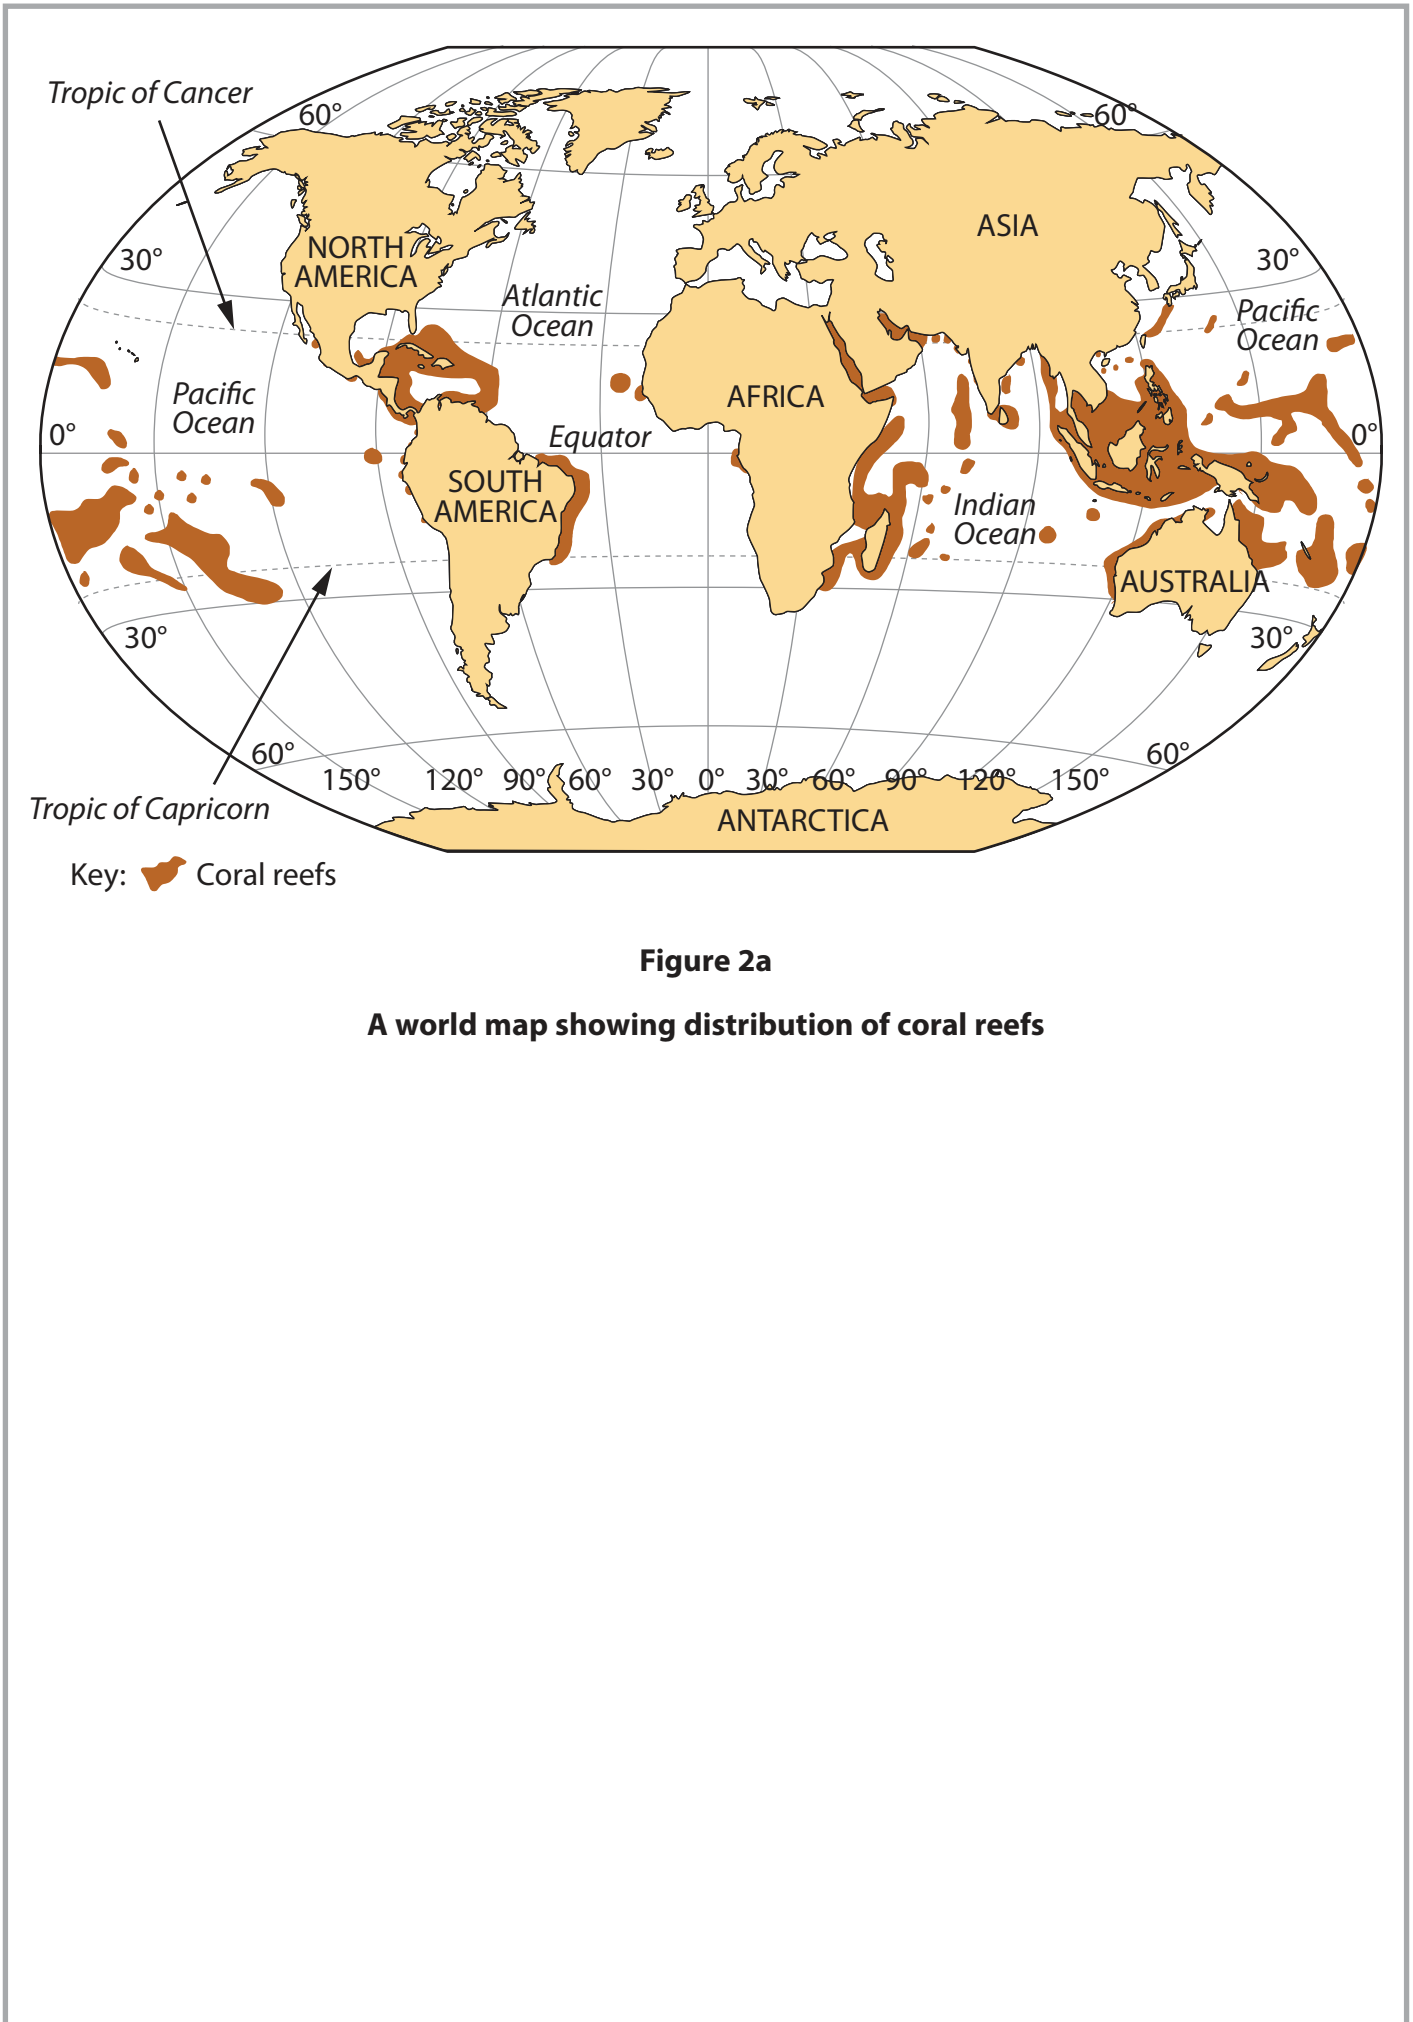 Tropic of Cancer
60°
60°
ASIA
NORTH
AMERICA
30°
30°
Atlantic
Ocean
Pacific
Ocean
Pacific
Ocean
AFRICA
0°
Equator
0°
SOUTH
AMERICA
Indian
Ocean
AUSTRALIA
30°
30°
60°
60°
150° 120° 90° 60° 30° 0° 30° 60° 90° 120° 150°
Tropic of Capricorn
ANTARCTICA
Key: Coral reefs
Figure 2a
A world map showing distribution of coral reefs